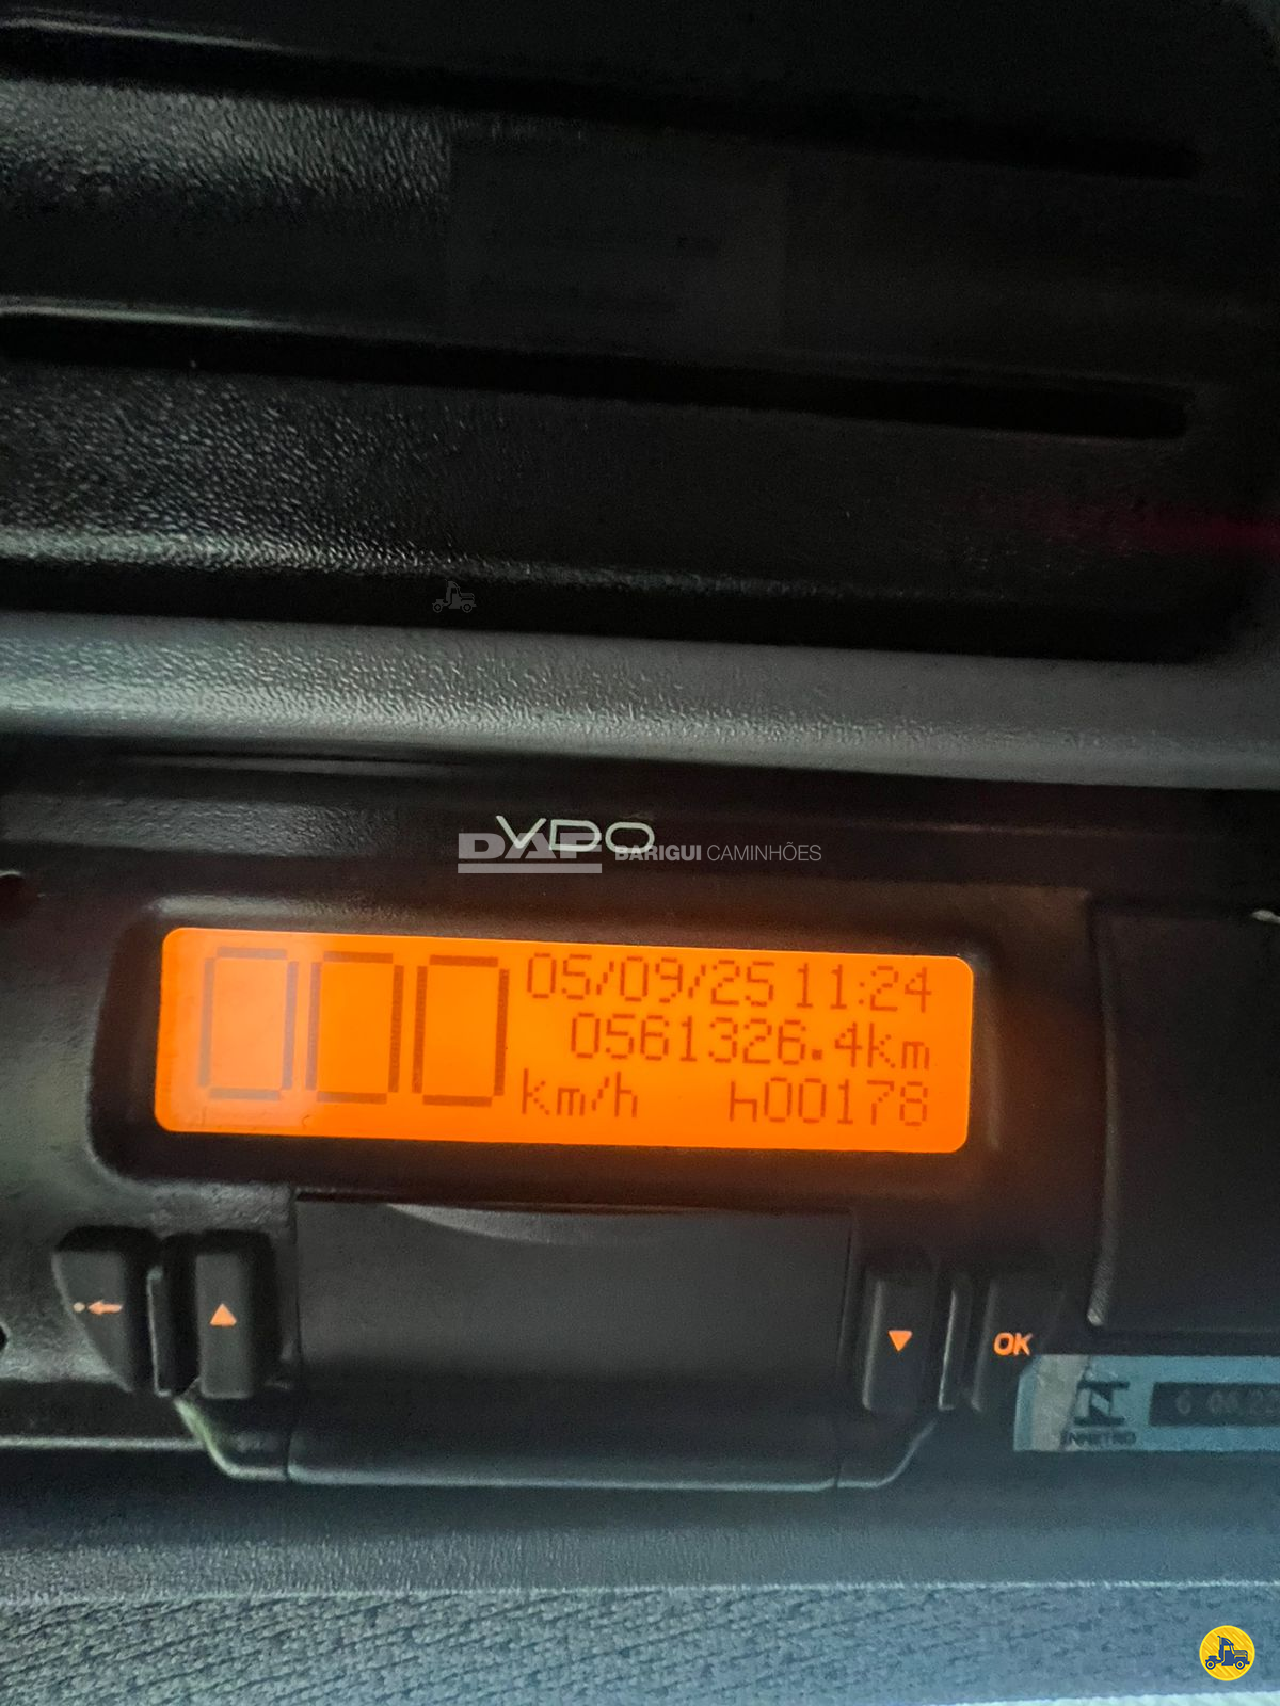 VDO
DAF BARIGUI CAMINHÕES
000 05/09/25 11:24
0561326.4km
km/h h00178
OK
INMETRO